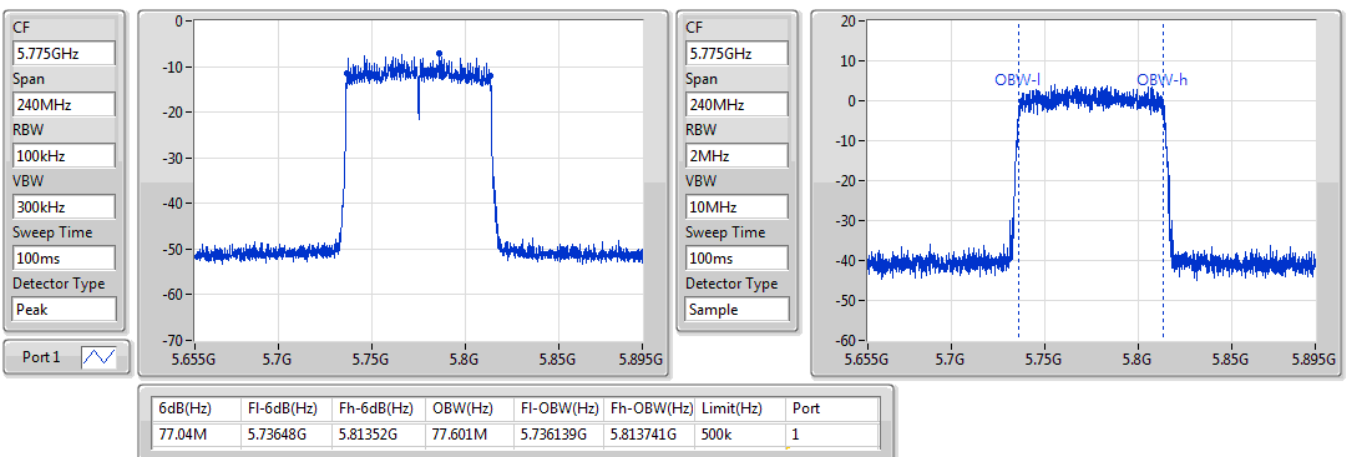 CF
5.775GHz
Span
240MHz
RBW
100kHz
VBW
300kHz
Sweep Time
100ms
Detector Type
Peak
Port 1
0
-10
-20
-30
-40
-50
-60
-70
5.655G 5.7G 5.75G 5.8G 5.85G 5.895G
CF
5.775GHz
Span
240MHz
RBW
2MHz
VBW
10MHz
Sweep Time
100ms
Detector Type
Sample
20
10
0
-10
-20
-30
-40
-50
-60
OBW-l OBW-h
5.655G 5.7G 5.75G 5.8G 5.85G 5.895G
6dB(Hz) Fl-6dB(Hz) Fh-6dB(Hz) OBW(Hz) Fl-OBW(Hz) Fh-OBW(Hz) Limit(Hz) Port
77.04M 5.73648G 5.81352G 77.601M 5.736139G 5.813741G 500k 1